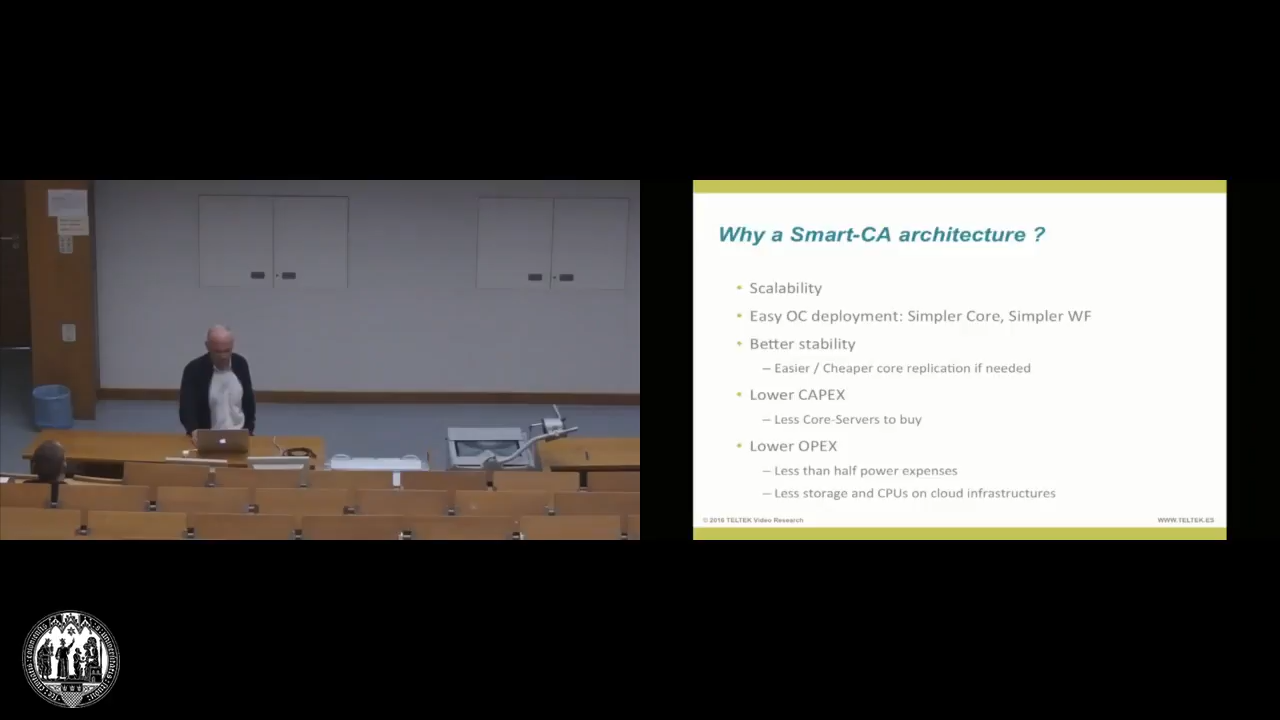 Why a Smart-CA architecture ?
• Scalability
• Easy OC deployment: Simpler Core, Simpler WF
• Better stability
– Easier / Cheaper core replication if needed
• Lower CAPEX
– Less Core-Servers to buy
• Lower OPEX
– Less than half power expenses
– Less storage and CPUs on cloud infrastructures
© 2016 TELTEK Video Research
WWW.TELTEK.ES